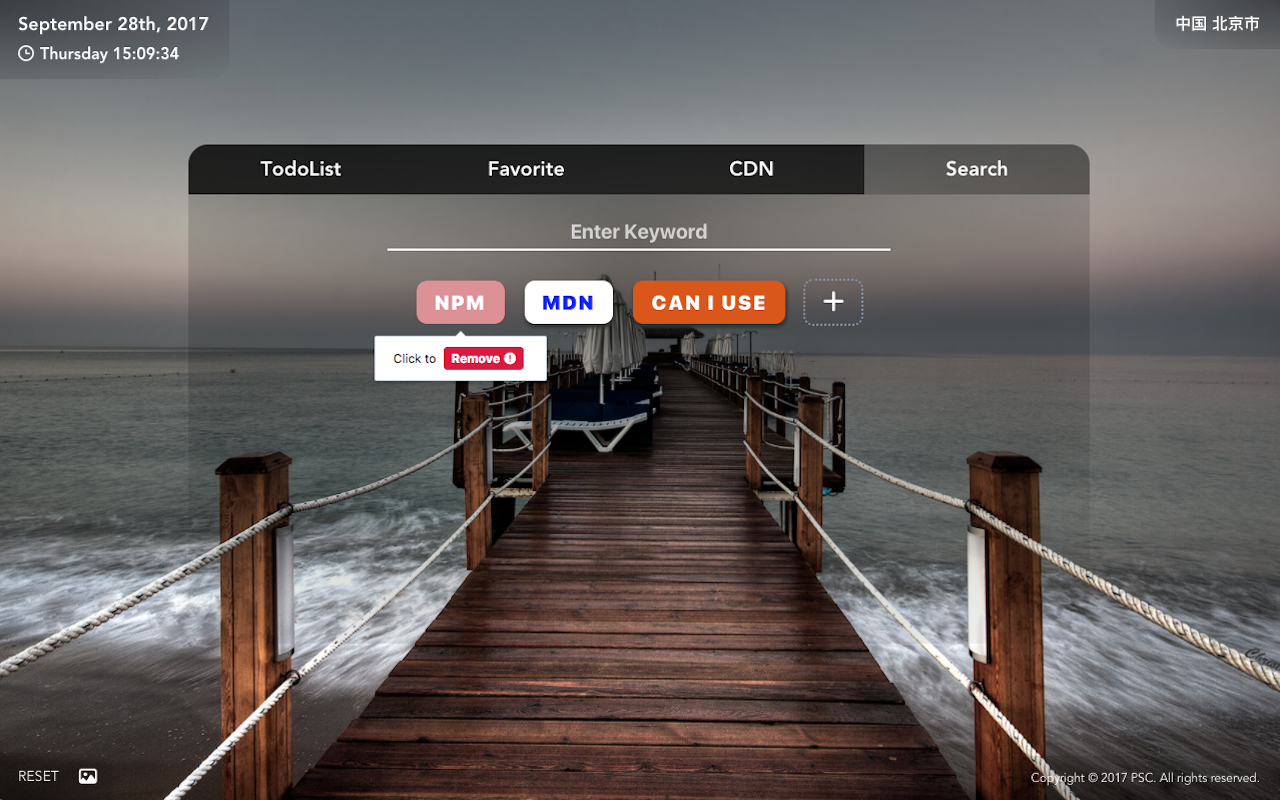 September 28th, 2017
Thursday 15:09:34
中国 北京市
TodoList
Favorite
CDN
Search
Enter Keyword
NPM
MDN
CAN I USE
Click to Remove
RESET
Copyright © 2017 PSC. All rights reserved.